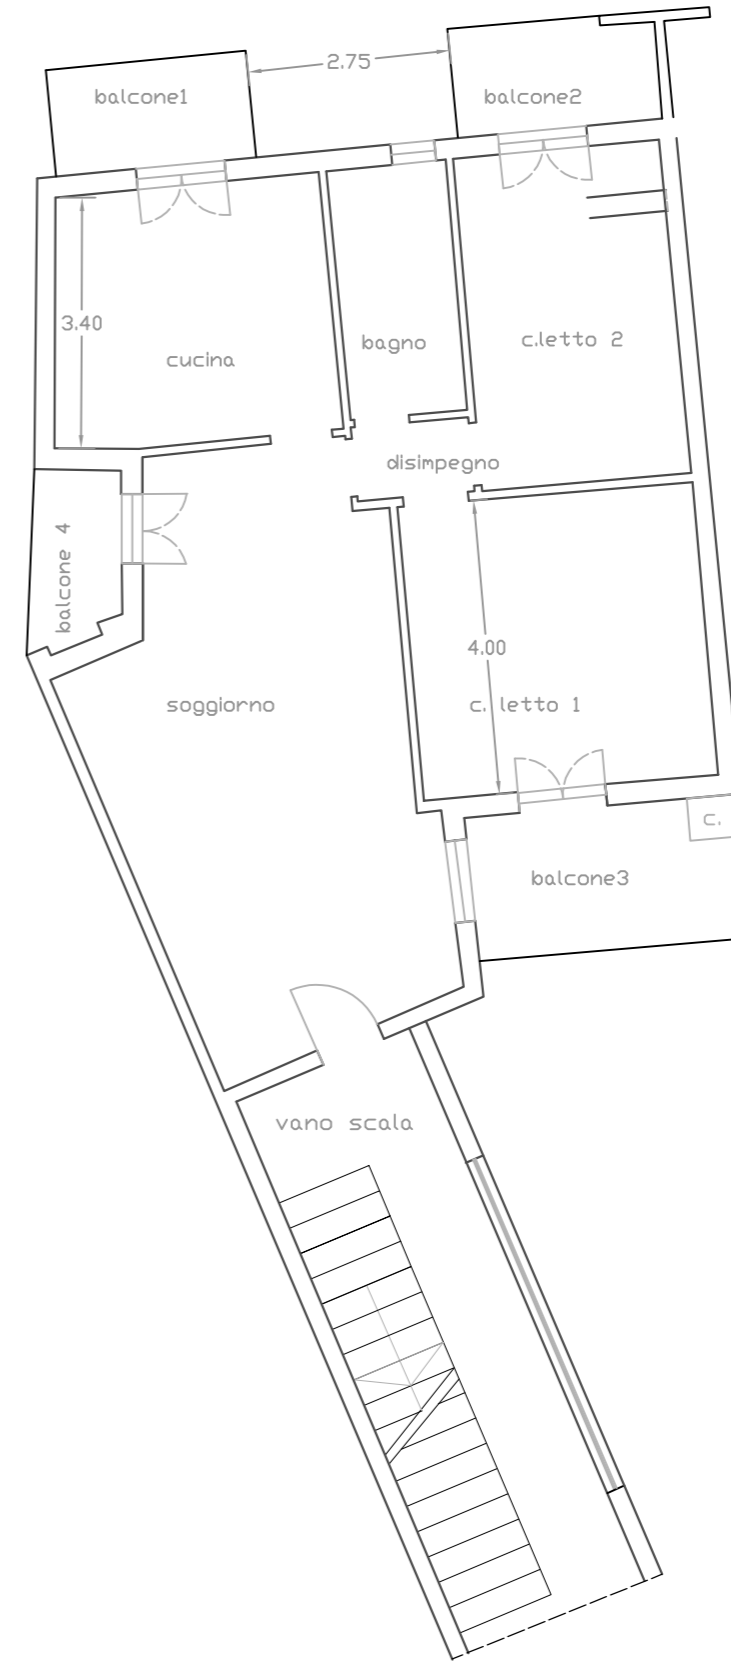 2.75
balcone1
balcone2
3.40
cucina
bagno
c.letto 2
disimpegno
balcone 4
4.00
soggiorno
c. letto 1
c.
balcone3
vano scala